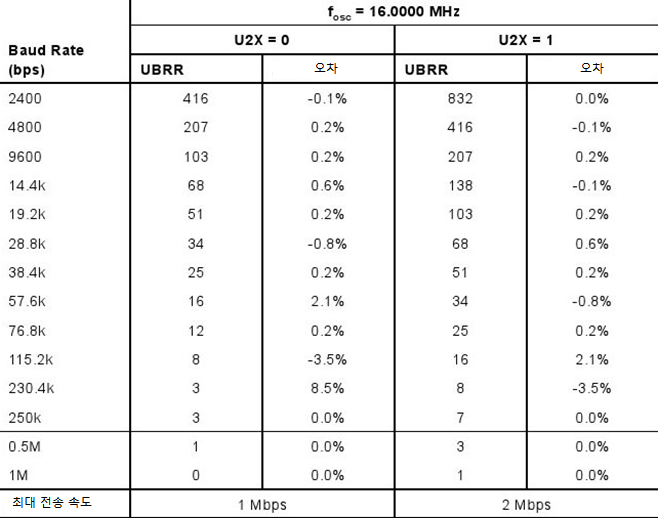 fosc = 16.0000 MHz
Baud Rate (bps) U2X = 0 U2X = 1
UBRR 오차 UBRR 오차
2400 416 -0.1% 832 0.0%
4800 207 0.2% 416 -0.1%
9600 103 0.2% 207 0.2%
14.4k 68 0.6% 138 -0.1%
19.2k 51 0.2% 103 0.2%
28.8k 34 -0.8% 68 0.6%
38.4k 25 0.2% 51 0.2%
57.6k 16 2.1% 34 -0.8%
76.8k 12 0.2% 25 0.2%
115.2k 8 -3.5% 16 2.1%
230.4k 3 8.5% 8 -3.5%
250k 3 0.0% 7 0.0%
0.5M 1 0.0% 3 0.0%
1M 0 0.0% 1 0.0%
최대 전송 속도 1 Mbps 2 Mbps